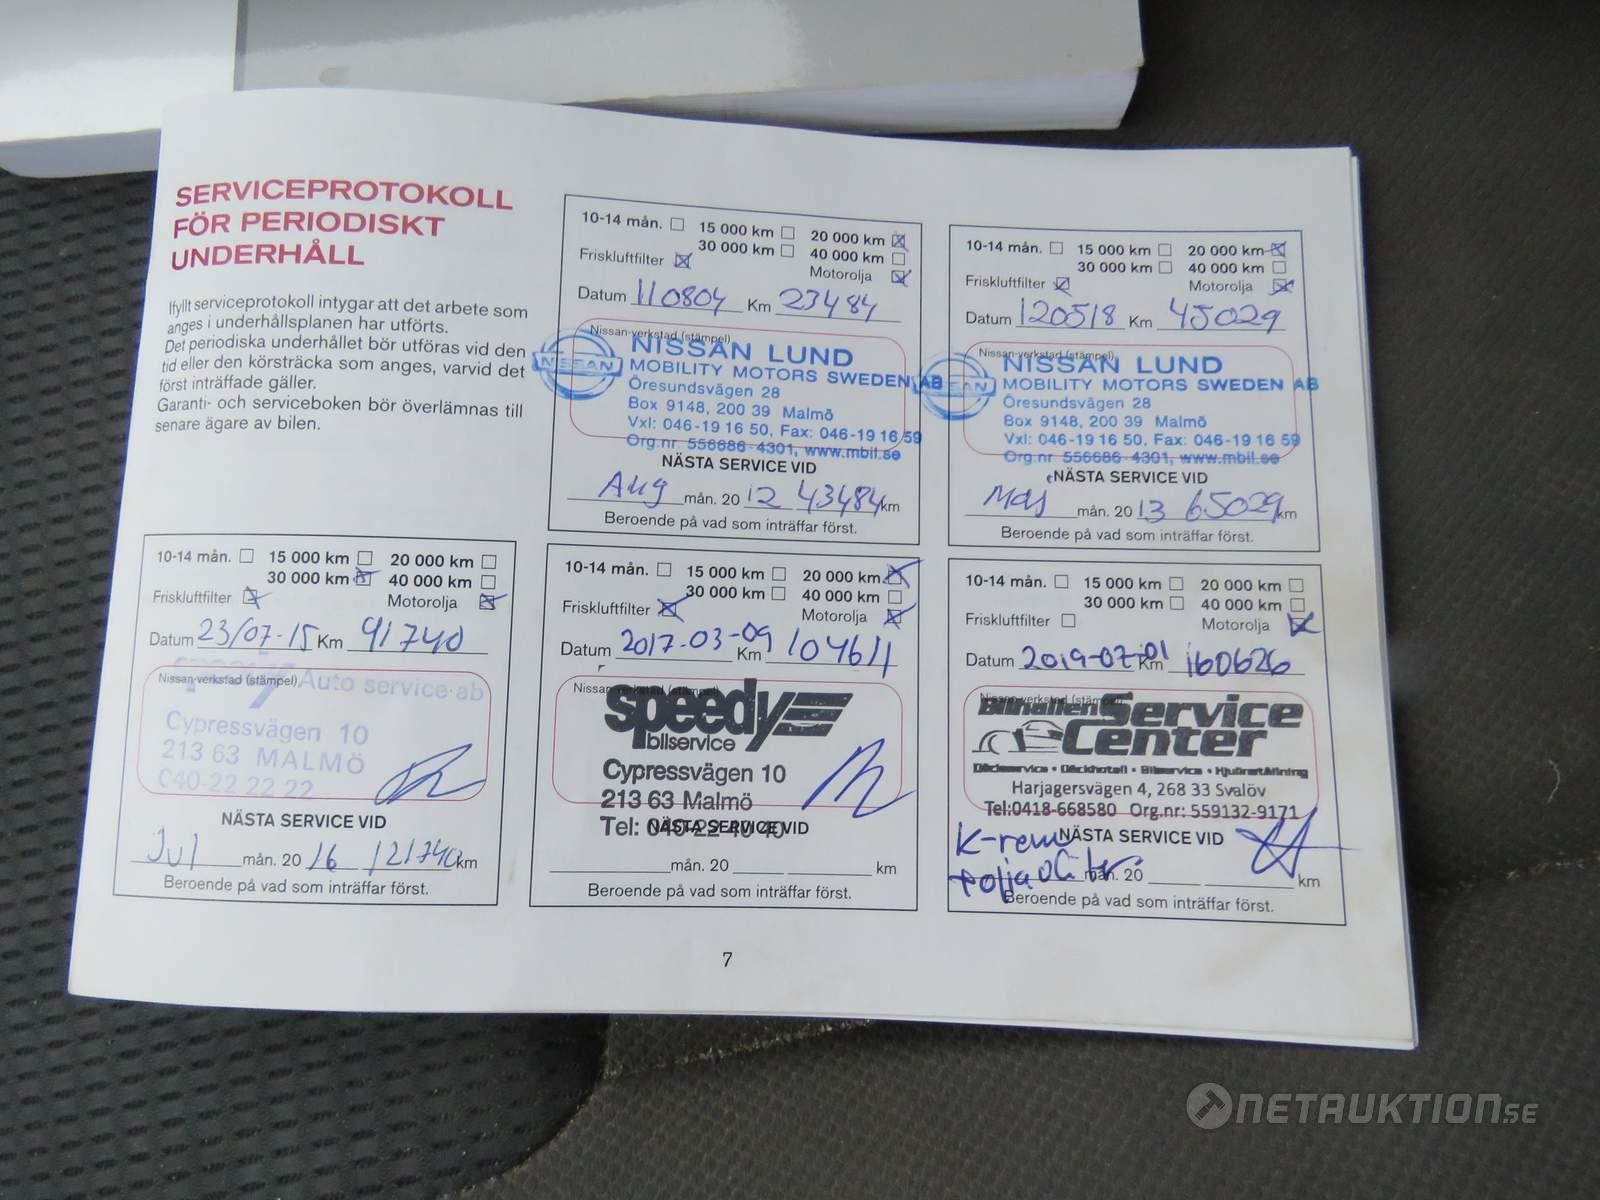 SERVICEPROTOKOLL
FÖR PERIODISKT
UNDERHÅLL
Ifyllt serviceprotokoll intygar att det arbete som
anges i underhållsplanen har utförts.
Det periodiska underhållet bör utföras vid den
tid eller den körsträcka som anges, varvid det
först inträffade gäller.
Garanti- och serviceboken bör överlämnas till
senare ägare av bilen.
10-14 mån. 15 000 km 20 000 km
30 000 km 40 000 km
Friskluftfilter Motorolja
Datum 110804 Km 23484
Nissan-verkstad (stämpel)
NISSAN
NISSAN LUND
MOBILITY MOTORS SWEDEN AB
Öresundsvägen 28
Box 9148, 200 39 Malmö
Vxl: 046-19 16 50, Fax: 046-19 16 59
Org.nr 556686-4301, www.mbil.se
NÄSTA SERVICE VID
Aug mån. 20 12 43484 km
Beroende på vad som inträffar först.
10-14 mån. 15 000 km 20 000 km
30 000 km 40 000 km
Friskluftfilter Motorolja
Datum 120518 Km 45029
Nissan-verkstad (stämpel)
NISSAN LUND
MOBILITY MOTORS SWEDEN AB
Öresundsvägen 28
Box 9148, 200 39 Malmö
Vxl: 046-19 16 50, Fax: 046-19 16 59
Org.nr 556686-4301, www.mbil.se
NÄSTA SERVICE VID
Maj mån. 20 13 65029 km
Beroende på vad som inträffar först.
10-14 mån. 15 000 km 20 000 km
30 000 km 40 000 km
Friskluftfilter Motorolja
Datum 23/07-15 Km 91740
Nissan-verkstad (stämpel)
Auto service ab
Cypressvägen 10
213 63 MALMÖ
040-22 22 22
NÄSTA SERVICE VID
Jul mån. 20 16 121740 km
Beroende på vad som inträffar först.
10-14 mån. 15 000 km 20 000 km
30 000 km 40 000 km
Friskluftfilter Motorolja
Datum 2017-03-09 Km 104611
Nissan-verkstad (stämpel)
speedy
bilservice
Cypressvägen 10
213 63 Malmö
Tel: 040-22 40 40
NÄSTA SERVICE VID
mån. 20 km
Beroende på vad som inträffar först.
10-14 mån. 15 000 km 20 000 km
30 000 km 40 000 km
Friskluftfilter Motorolja
Datum 2019-07-01 Km 160626
Nissan-verkstad (stämpel)
Bilhallen Service
Center
Däckservice • Däckhotell • Bilservice • Hjulinställning
Harjagersvägen 4, 268 33 Svalöv
Tel:0418-668580 Org.nr: 559132-9171
K-rem NÄSTA SERVICE VID
+olja mån. 20 km
Beroende på vad som inträffar först.
7
NETAUKTION.SE